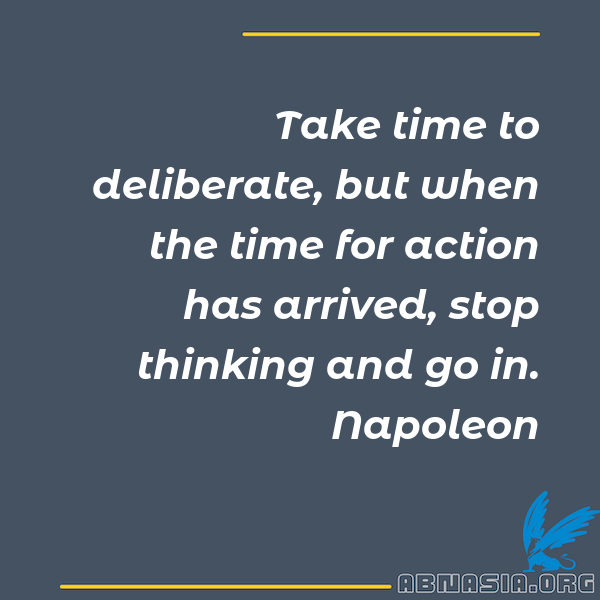 Take time to
deliberate, but when
the time for action
has arrived, stop
thinking and go in.
Napoleon
ABNASIA.ORG